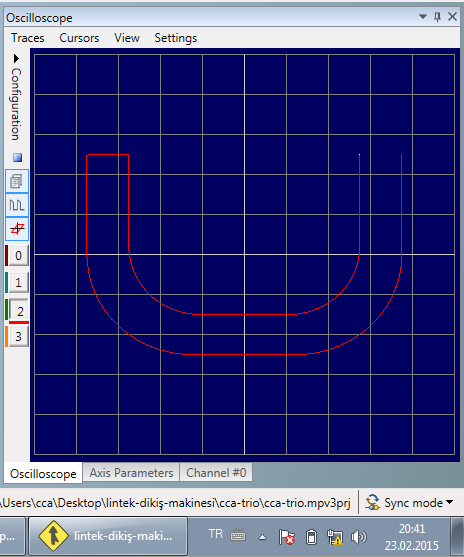 Oscilloscope
Traces Cursors View Settings
Configuration
0
1
2
3
Oscilloscope Axis Parameters Channel #0
\Users\cca\Desktop\lintek-dikiş-makinesi\cca-trio\cca-trio.mpv3prj Sync mode
p... lintek-dikiş-maki... TR 20:41
23.02.2015